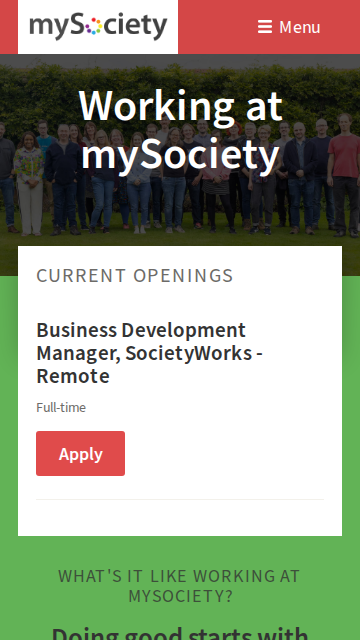 mySociety
Menu
Working at
mySociety
CURRENT OPENINGS
Business Development
Manager, SocietyWorks -
Remote
Full-time
Apply
WHAT'S IT LIKE WORKING AT
MYSOCIETY?
Doing good starts with